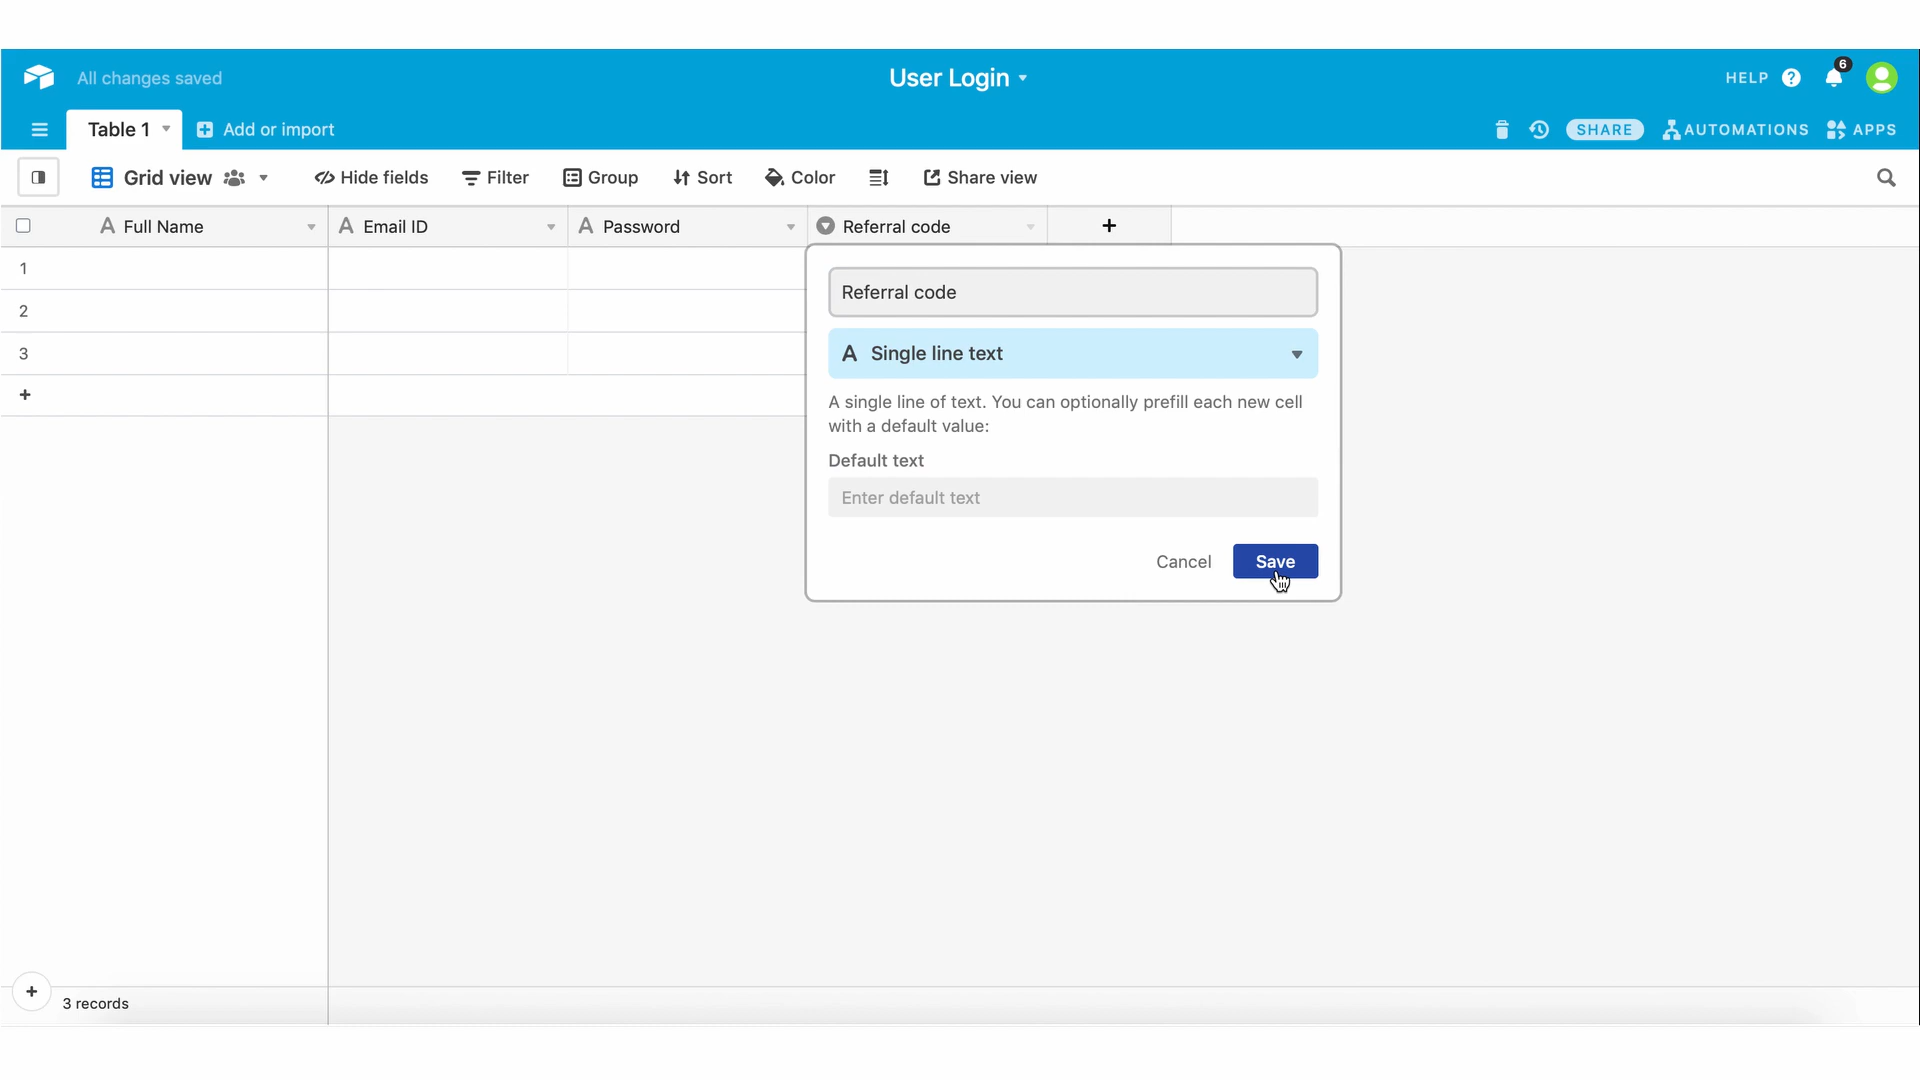 All changes saved
User Login
HELP
6
Table 1
Add or import
SHARE
AUTOMATIONS
APPS
Grid view
Hide fields
Filter
Group
Sort
Color
Share view
A Full Name
A Email ID
A Password
Referral code
+
1
2
3
+
Referral code
A Single line text
A single line of text. You can optionally prefill each new cell
with a default value:
Default text
Enter default text
Cancel
Save
+
3 records